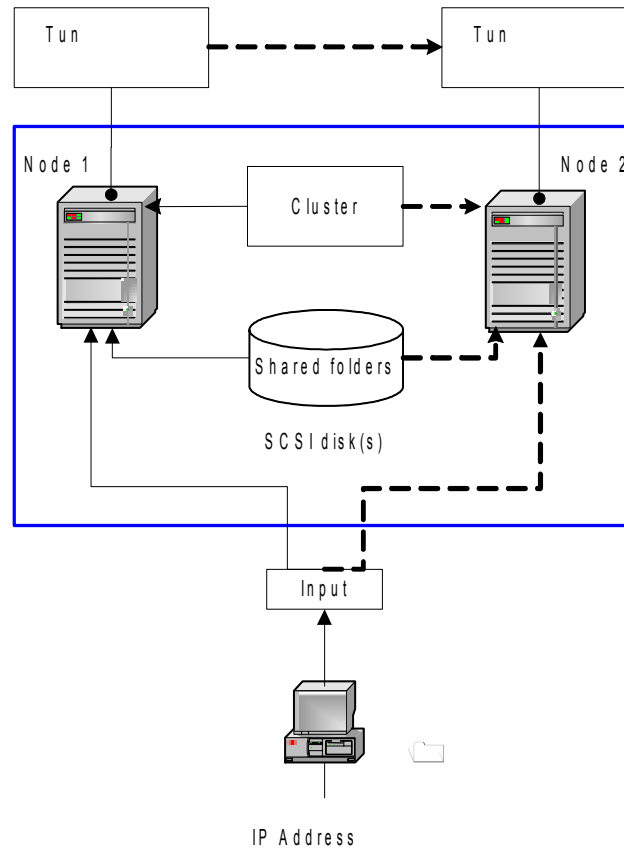 Tun
Tun
Node 1
Node 2
Cluster
Shared folders
SCSI disk(s)
Input
IP Address